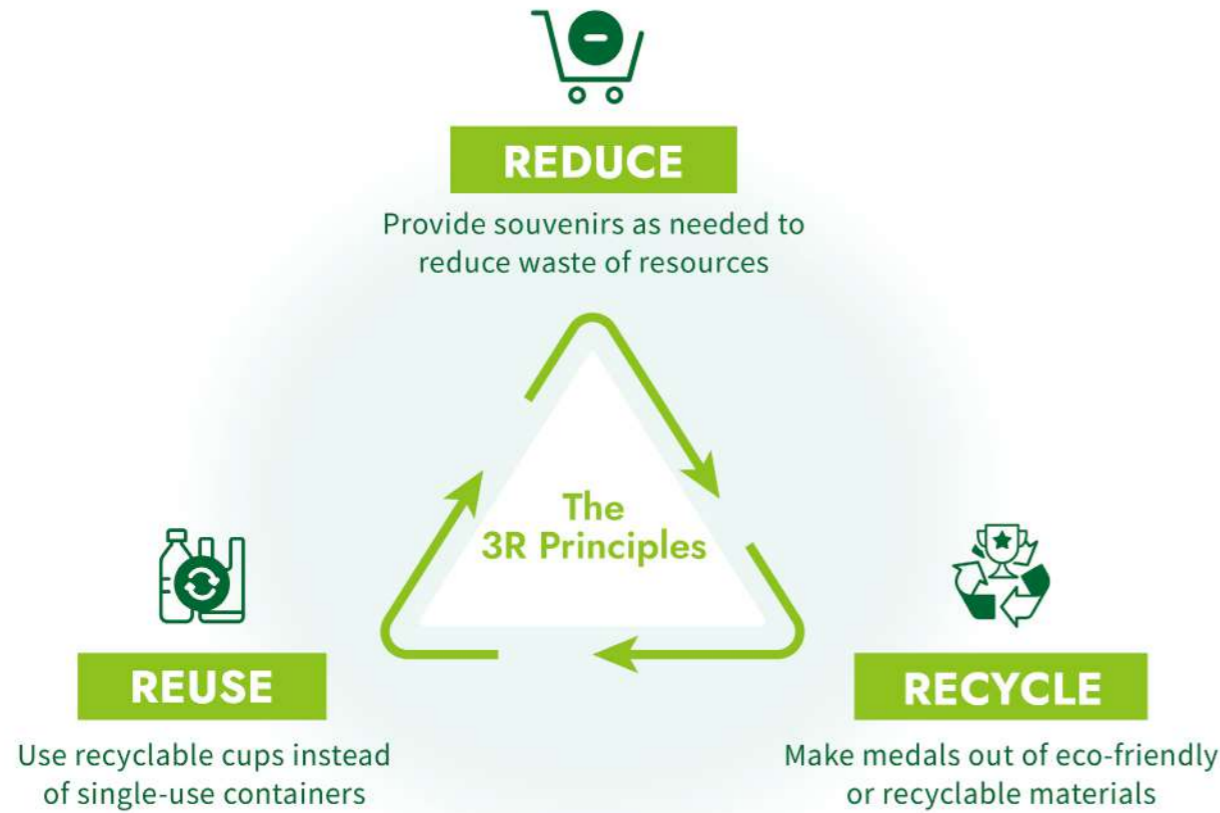 REDUCE
Provide souvenirs as needed to
reduce waste of resources
The
3R Principles
REUSE
Use recyclable cups instead
of single-use containers
RECYCLE
Make medals out of eco-friendly
or recyclable materials